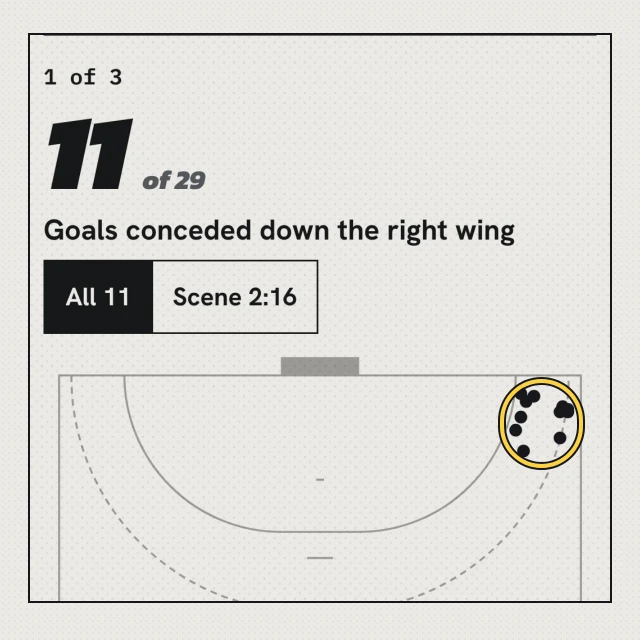 1 of 3
11 of 29
Goals conceded down the right wing
All 11 Scene 2:16